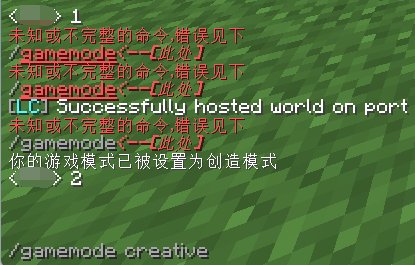 < > 1
未知或不完整的命令,错误见下
/gamemode<--[此处]
未知或不完整的命令,错误见下
/gamemode<--[此处]
[LC] Successfully hosted world on port
未知或不完整的命令,错误见下
/gamemode<--[此处]
你的游戏模式已被设置为创造模式
< > 2
/gamemode creative